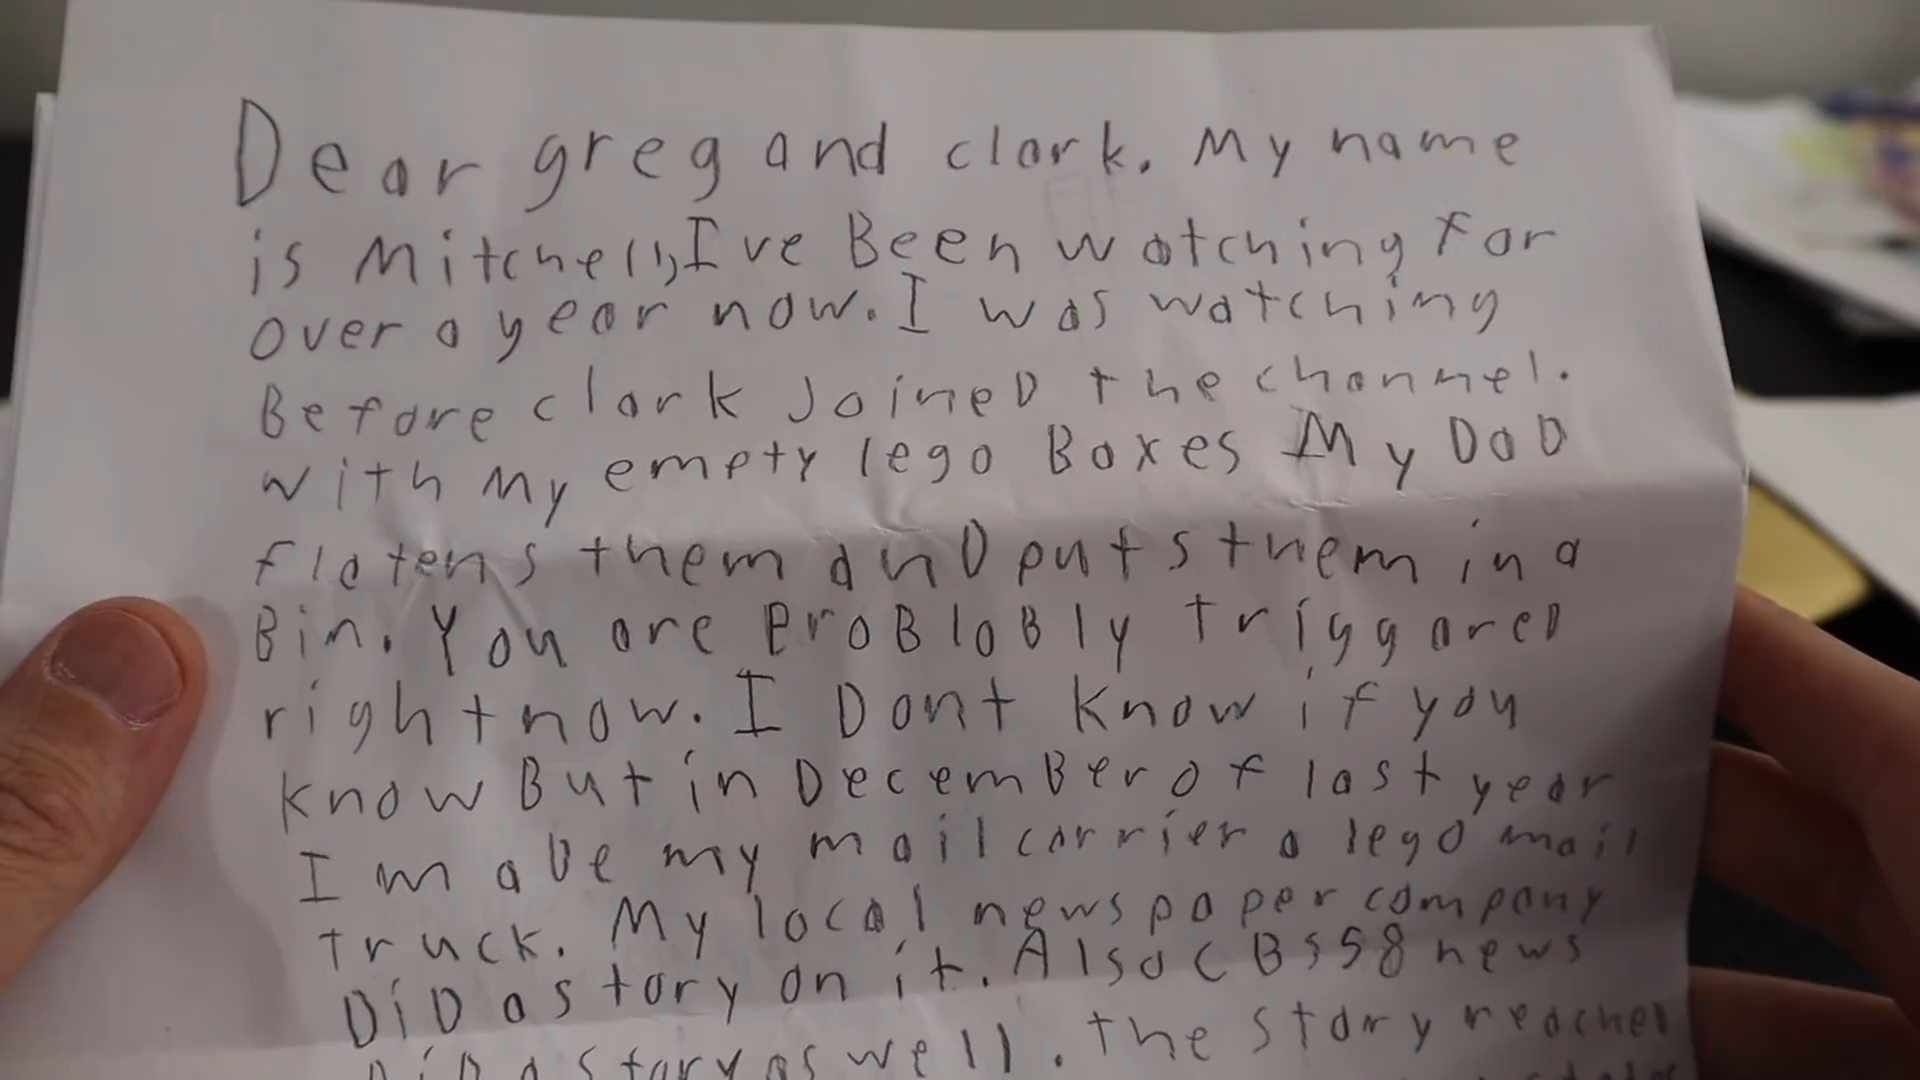 Dear greg and clark. My name
is Mitchell, I've Been watching for
over a year now. I was watching
Before clark JoineD the channel.
with my empty lego Boxes My DaD
flatens them anD puts them in a
Bin. You are ProBlaBly triggareD
right now. I Dont know if you
know But in DecemBer of last year
I made my mail carrier a lego mail
truck. My local newspaper company
DiD a story on it. Also CBS58 news
DiD a story as well. the story reacheD